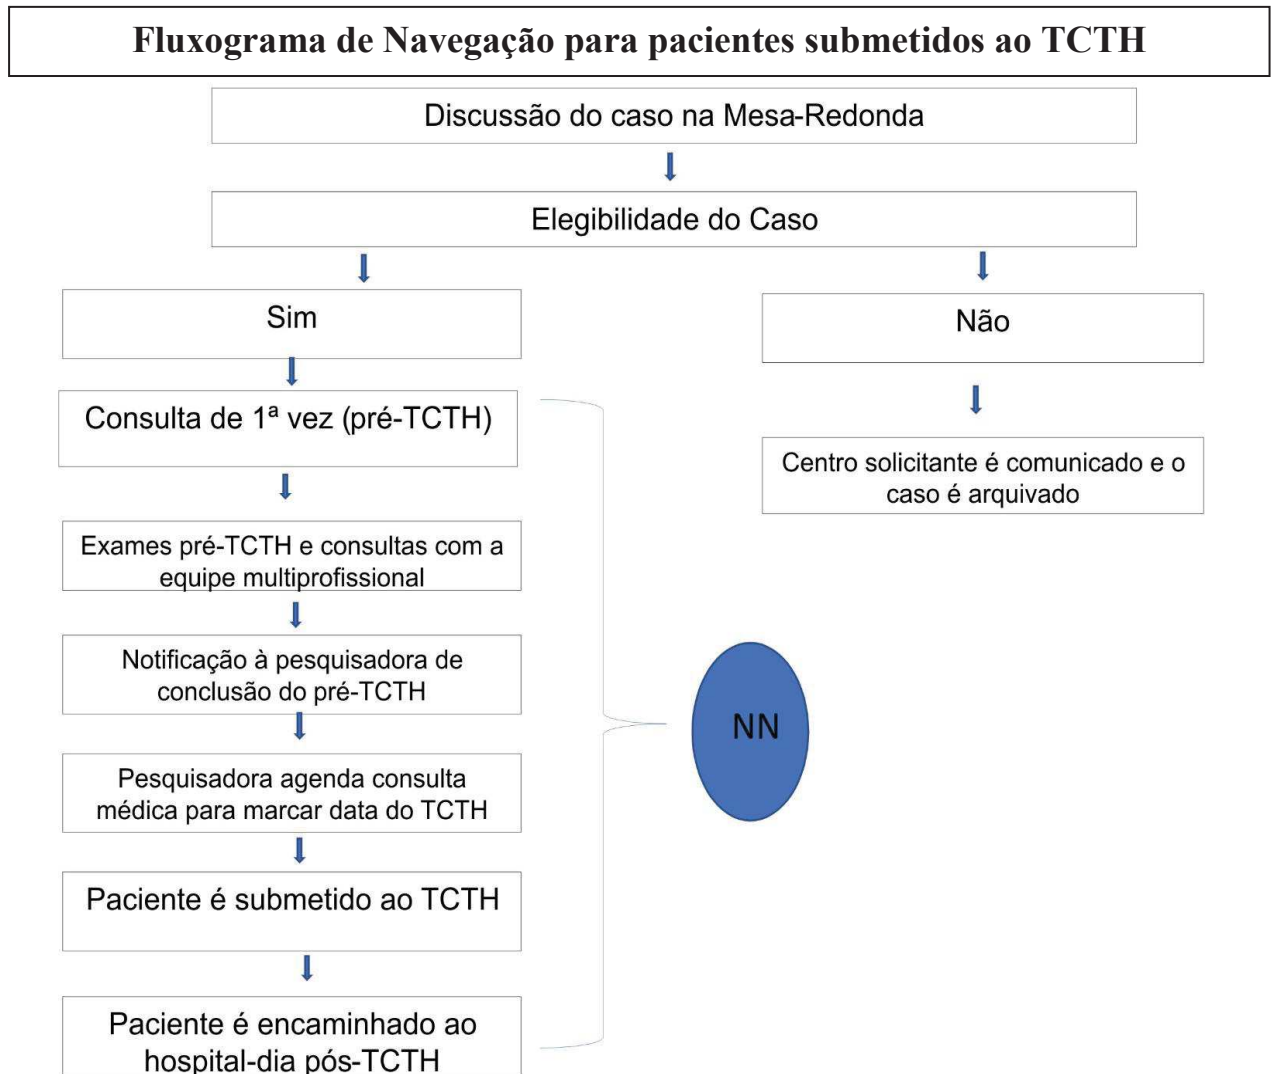 Fluxograma de Navegação para pacientes submetidos ao TCTH
Discussão do caso na Mesa-Redonda
Elegibilidade do Caso
Sim
Não
Consulta de 1ª vez (pré-TCTH)
Centro solicitante é comunicado e o
caso é arquivado
Exames pré-TCTH e consultas com a
equipe multiprofissional
Notificação à pesquisadora de
conclusão do pré-TCTH
NN
Pesquisadora agenda consulta
médica para marcar data do TCTH
Paciente é submetido ao TCTH
Paciente é encaminhado ao
hospital-dia pós-TCTH